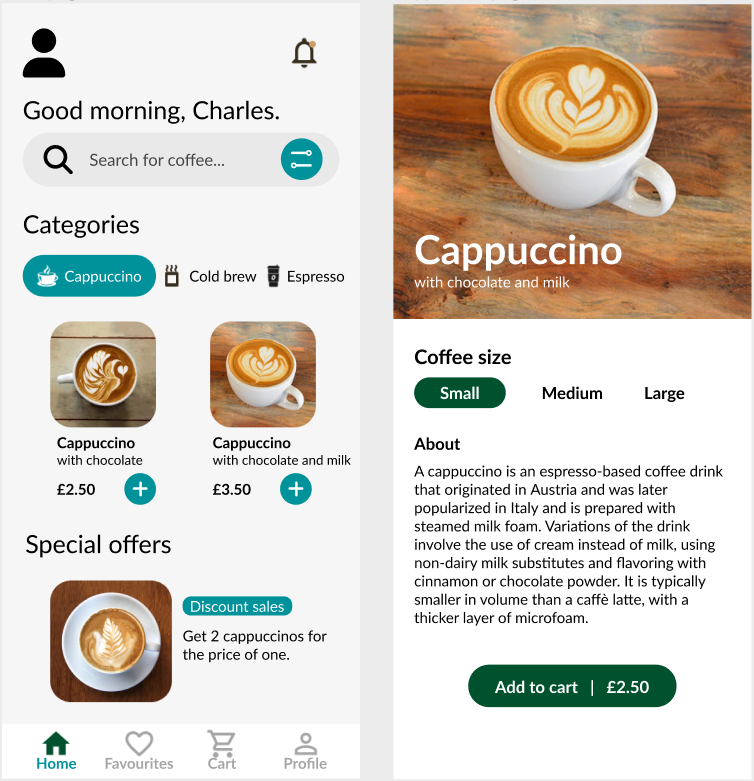 Good morning, Charles.
Search for coffee...
Categories
Cappuccino
Cold brew
Espresso
Cappuccino
with chocolate
£2.50
Cappuccino
with chocolate and milk
£3.50
Special offers
Discount sales
Get 2 cappuccinos for
the price of one.
Home
Favourites
Cart
Profile
Cappuccino
with chocolate and milk
Coffee size
Small
Medium
Large
About
A cappuccino is an espresso-based coffee drink
that originated in Austria and was later
popularized in Italy and is prepared with
steamed milk foam. Variations of the drink
involve the use of cream instead of milk, using
non-dairy milk substitutes and flavoring with
cinnamon or chocolate powder. It is typically
smaller in volume than a caffè latte, with a
thicker layer of microfoam.
Add to cart | £2.50